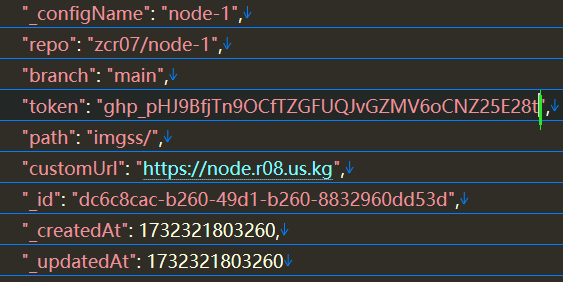 "_configName": "node-1",
"repo": "zcr07/node-1",
"branch": "main",
"token": "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",
"path": "imgss/",
"customUrl": "https://node.r08.us.kg",
"_id": "dc6c8cac-b260-49d1-b260-8832960dd53d",
"_createdAt": 1732321803260,
"_updatedAt": 1732321803260